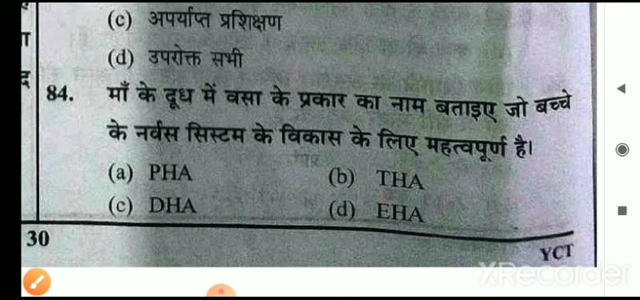 (c) अपर्याप्त प्रशिक्षण
(d) उपरोक्त सभी
84. माँ के दूध में वसा के प्रकार का नाम बताइए जो बच्चे
के नर्वस सिस्टम के विकास के लिए महत्वपूर्ण है।
(a) PHA (b) THA
(c) DHA (d) EHA
30 YCT
XRecorder